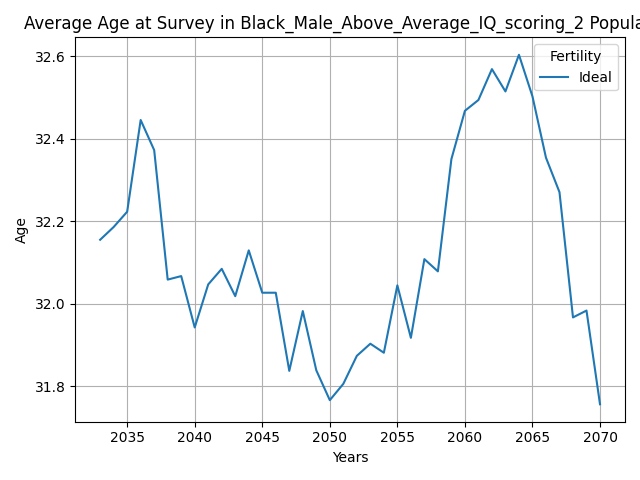 Average Age at Survey in Black_Male_Above_Average_IQ_scoring_2 Popula
Fertility
Ideal
32.6
32.4
32.2
32.0
31.8
Age
2035 2040 2045 2050 2055 2060 2065 2070
Years